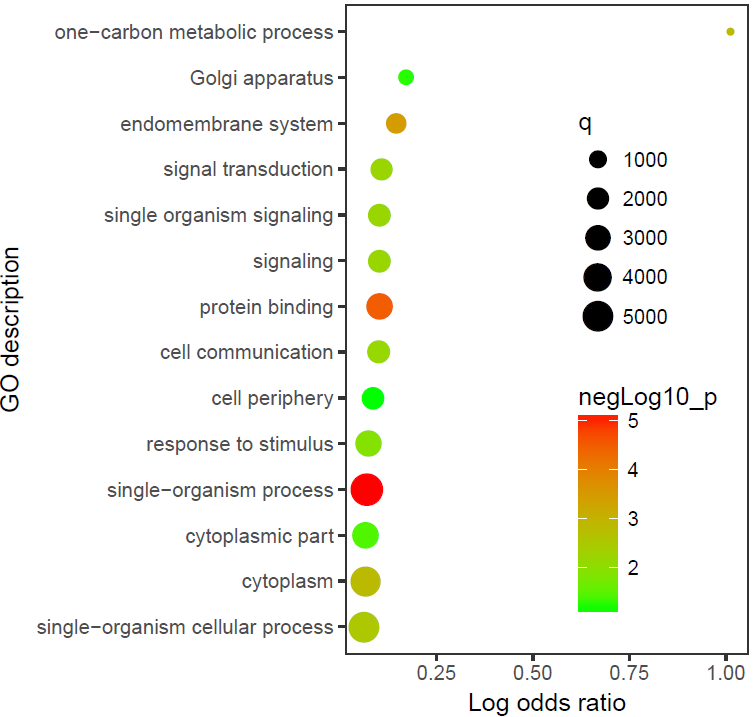 one−carbon metabolic process
Golgi apparatus
endomembrane system
signal transduction
single organism signaling
signaling
protein binding
cell communication
cell periphery
response to stimulus
single−organism process
cytoplasmic part
cytoplasm
single−organism cellular process
GO description
0.25
0.50
0.75
1.00
Log odds ratio
q
1000
2000
3000
4000
5000
negLog10_p
5
4
3
2